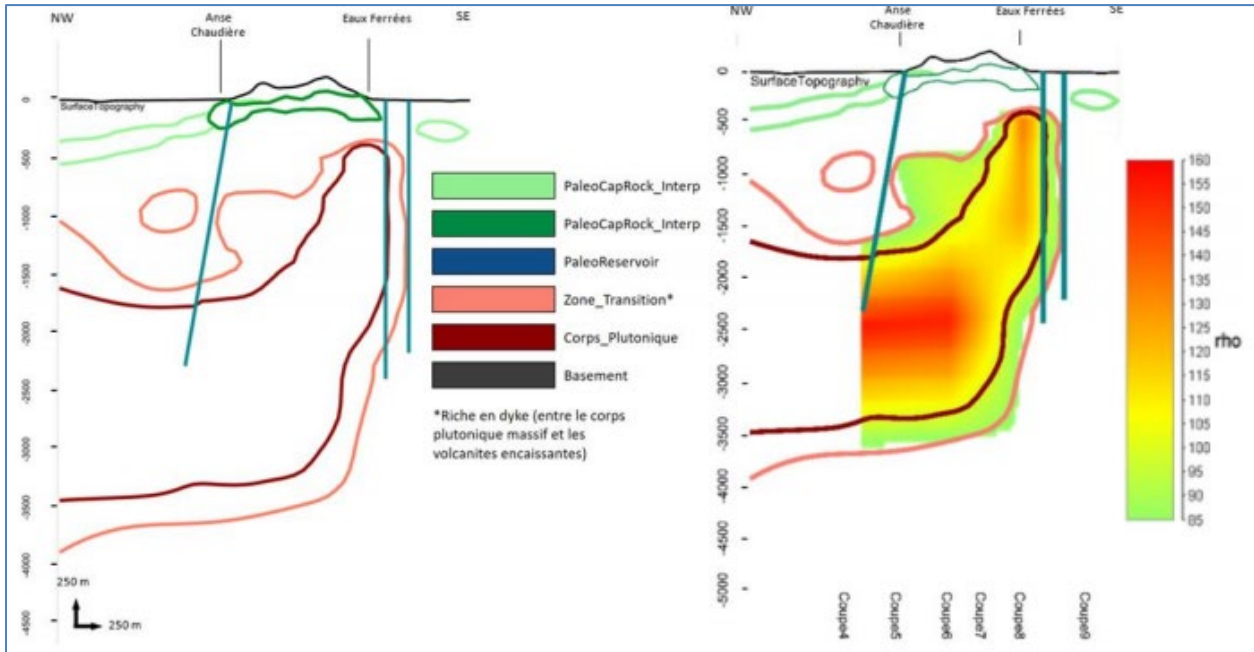 NW
Anse
Chaudière
Eaux Ferrées
SE
0
SurfaceTopography
-500
-1000
-1500
-2000
-2500
-3000
-3500
-4000
-4500
250 m
250 m
PaleoCapRock_Interp
PaleoCapRock_Interp
PaleoReservoir
Zone_Transition*
Corps_Plutonique
Basement
*Riche en dyke (entre le corps
plutonique massif et les
volcanites encaissantes)
NW
Anse
Chaudière
Eaux Ferrées
SE
0
SurfaceTopography
-500
-1000
-1500
-2000
-2500
-3000
-3500
-4000
-4500
-5000
Coupe4
Coupe5
Coupe6
Coupe7
Coupe8
Coupe9
160
155
150
145
140
135
130
125
120
115
110
105
100
95
90
85
rho